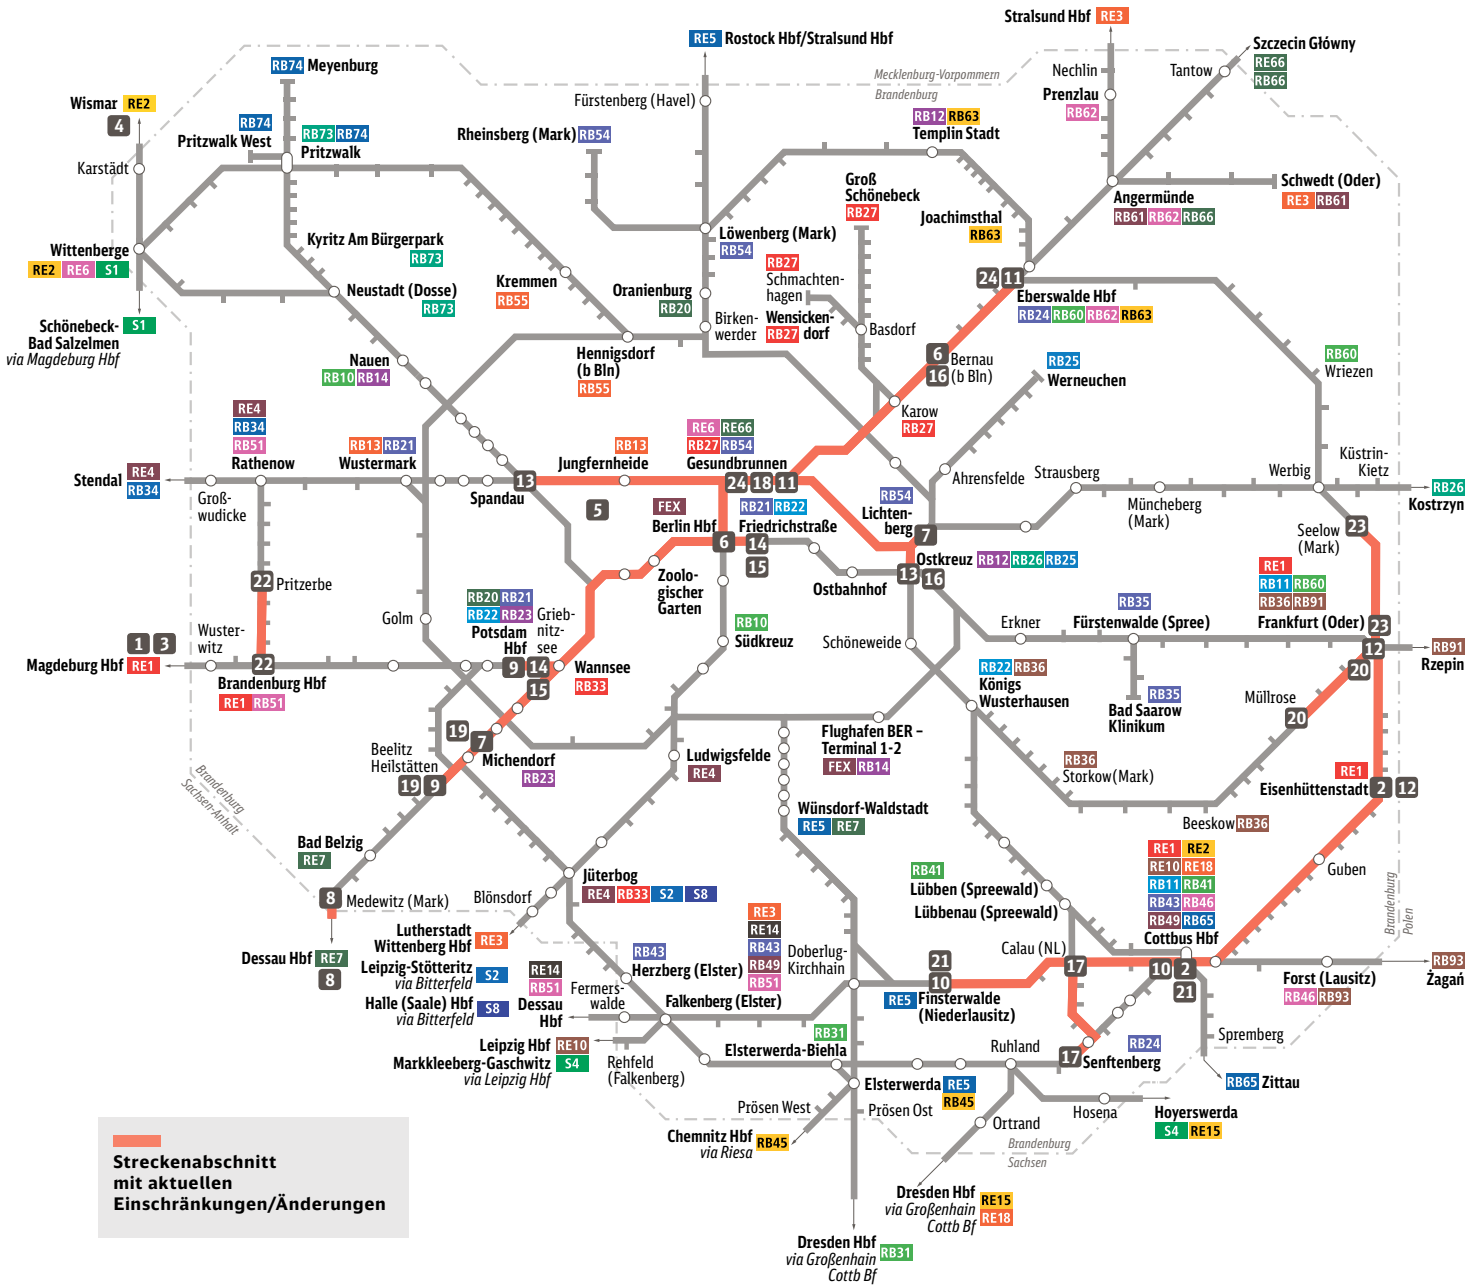 Stralsund Hbf RE3
RE5 Rostock Hbf/Stralsund Hbf
Szczecin Główny
RE66
RB66
Tantow
Nechlin
Prenzlau
RB62
Mecklenburg-Vorpommern
Brandenburg
RB74 Meyenburg
Wismar RE2
4
RB74
Pritzwalk West
RB73 RB74
Pritzwalk
Karstädt
Fürstenberg (Havel)
Rheinsberg (Mark) RB54
RB12 RB63
Templin Stadt
Groß
Schönebeck
RB27
Joachimsthal
RB63
Schwedt (Oder)
RE3 RB61
Angermünde
RB61 RB62 RB66
Wittenberge
RE2 RE6 S1
Kyritz Am Bürgerpark
RB73
Neustadt (Dosse)
RB73
Kremmen
RB55
Löwenberg (Mark)
RB54
RB27
Schmachten-
hagen
Wensicken-
RB27 dorf
Oranienburg
RB20
Birken-
werder
Basdorf
24 11
Eberswalde Hbf
RB24 RB60 RB62 RB63
Schönebeck- S1
Bad Salzelmen
via Magdeburg Hbf
Nauen
RB10 RB14
Hennigsdorf
(b Bln)
RB55
6
16
Bernau
(b Bln)
RB25
Werneuchen
RB60
Wriezen
Karow
RB27
RE4
RB34
RB51
Rathenow
RB13 RB21
Wustermark
RB13
Jungfernheide
RE6 RE66
RB27 RB54
Gesundbrunnen
24 18 11
Stendal RE4
RB34
Groß-
wudicke
Spandau
13
5
FEX
Berlin Hbf
6
RB21 RB22
Friedrichstraße
14
15
RB54
Lichten-
berg
7
Ahrensfelde
Strausberg
Müncheberg
(Mark)
Werbig
Küstrin-
Kietz
RB26
Kostrzyn
Seelow
(Mark)
23
Ostkreuz RB12 RB26 RB25
13
16
Ostbahnhof
Zoolo-
gischer
Garten
22
Pritzerbe
RE1
RB11 RB60
RB36 RB91
Frankfurt (Oder)
23
12
20
RB91
Rzepin
Golm
RB20 RB21
RB22 RB23
Potsdam
Hbf
9
Grieb-
nitz-
see
14
15
Wannsee
RB33
RB10
Südkreuz
Schöneweide
Erkner
RB35
Fürstenwalde (Spree)
RB35
Bad Saarow
Klinikum
1 3
Magdeburg Hbf RE1
Wuster-
witz
22
Brandenburg Hbf
RE1 RB51
RB22 RB36
Königs
Wusterhausen
Müllrose
20
19
7
Michendorf
RB23
Beelitz
Heilstätten
19 9
Ludwigsfelde
RE4
Flughafen BER –
Terminal 1-2
FEX RB14
RB36
Storkow(Mark)
RE1
Eisenhüttenstadt
2 12
Beeskow RB36
Brandenburg
Sachsen-Anhalt
Wünsdorf-Waldstadt
RE5 RE7
Bad Belzig
RE7
8
Medewitz (Mark)
Blönsdorf
Jüterbog
RE4 RB33 S2 S8
RB41
Lübben (Spreewald)
Lübbenau (Spreewald)
RE1 RE2
RE10 RE18
RB11 RB41
RB43 RB46
RB49 RB65
Cottbus Hbf
Guben
Brandenburg
Polen
Dessau Hbf RE7
8
Lutherstadt
Wittenberg Hbf RE3
Leipzig-Stötteritz
via Bitterfeld S2
Halle (Saale) Hbf
via Bitterfeld S8
RB43
Herzberg (Elster)
RE14
RB51
Dessau
Hbf
Fermers-
walde
Falkenberg (Elster)
RE3
RE14
RB43
RB49
RB51
Doberlug-
Kirchhain
21
10
RE5 Finsterwalde
(Niederlausitz)
Calau (NL)
17
10 2
21
Forst (Lausitz)
RB46 RB93
RB93
Żagań
Leipzig Hbf RE10
Markkleeberg-Gaschwitz S4
via Leipzig Hbf
Rehfeld
(Falkenberg)
RB31
Elsterwerda-Biehla
Ruhland
17
RB24
Senftenberg
Spremberg
RB65 Zittau
Elsterwerda RE5
RB45
Prösen West
Prösen Ost
Chemnitz Hbf RB45
via Riesa
Ortrand
Hosena
Hoyerswerda
S4 RE15
Brandenburg
Sachsen
Dresden Hbf RE15
via Großenhain RE18
Cottb Bf
Dresden Hbf RB31
via Großenhain
Cottb Bf
Streckenabschnitt
mit aktuellen
Einschränkungen/Änderungen